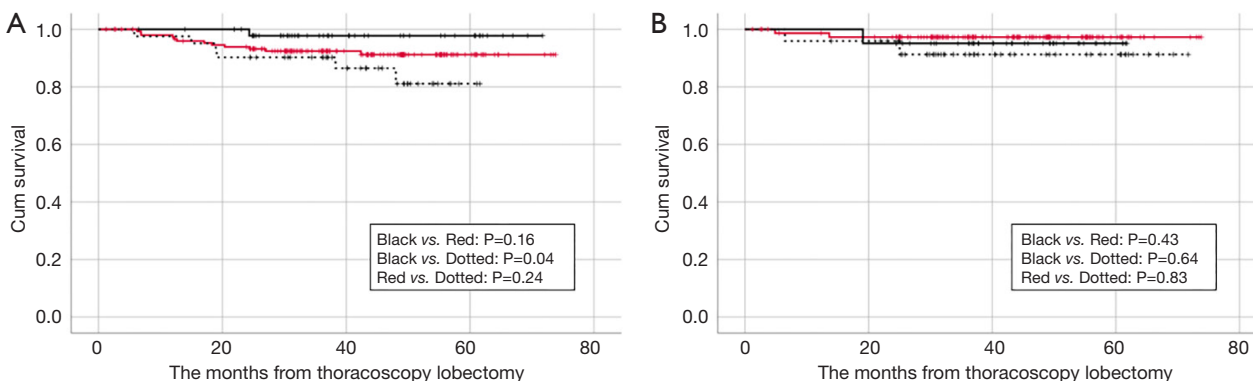 A
1.0
0.8
0.6
0.4
0.2
0.0
Cum survival
Black vs. Red: P=0.16
Black vs. Dotted: P=0.04
Red vs. Dotted: P=0.24
0 20 40 60 80
The months from thoracoscopy lobectomy
B
1.0
0.8
0.6
0.4
0.2
0.0
Cum survival
Black vs. Red: P=0.43
Black vs. Dotted: P=0.64
Red vs. Dotted: P=0.83
0 20 40 60 80
The months from thoracoscopy lobectomy